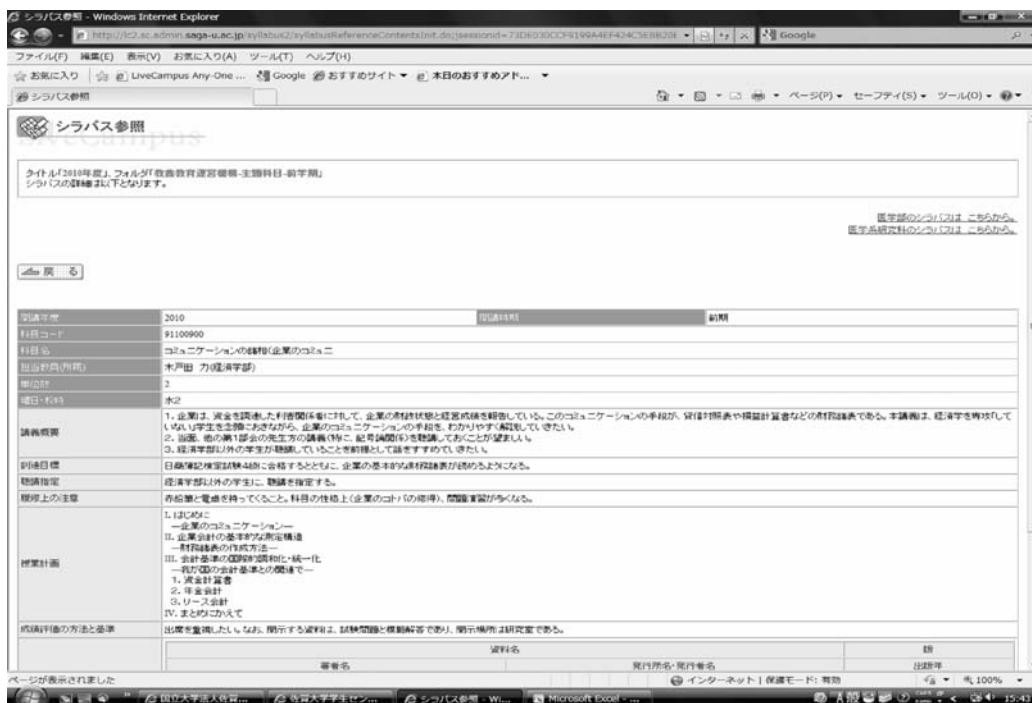 シラバス参照 - Windows Internet Explorer
Google
ファイル(F) 編集(E) 表示(V) お気に入り(A) ツール(T) ヘルプ(H)
お気に入り LiveCampus Any-One ... Google おすすめサイト 本日のおすすめアド...
シラバス参照
ページ(P) セーフティ(S) ツール(O)
シラバス参照
タイトル「2010年度」、フォルダ「教養教育運営機構-主題科目-前学期」
シラバスの詳細は以下となります。
医学部のシラバスは こちらから。
医学系研究科のシラバスは こちらから。
戻 る
開講年度 2010 開講時期 前期
科目コード 91100900
科目名 コミュニケーションの諸相(企業のコミュニ
担当教員(所属) 木戸田 力(経済学部)
単位数 2
曜日・校時 水2
講義概要
1. 企業は、資金を調達した利害関係者に対して、企業の財政状態と経営成績を報告している。このコミュニケーションの手段が、貸借対照表や損益計算書などの財務諸表である。本講義は、経済学を専攻して
いない学生を念頭におきながら、企業のコミュニケーションの手段を、わかりやすく解説していきたい。
2. 当面、他の第1部会の先生方の講義(特に、記号論関係)を聴講しておくことが望ましい。
3. 経済学部以外の学生が聴講していることを前提として話をすすめていきたい。
到達目標 日商簿記検定試験4級に合格するとともに、企業の基本的な財務諸表が読めるようになる。
聴講指定 経済学部以外の学生に、聴講を指定する。
履修上の注意 赤鉛筆と電卓を持ってくること。科目の性格上(企業のコトバの修得)、問題演習が多くなる。
授業計画
I. はじめに
―企業のコミュニケーション―
II. 企業会計の基本的な測定構造
―財務諸表の作成方法―
III. 会計基準の国際的調和化・統一化
―我が国の会計基準との関連で―
1. 資金計算書
2. 年金会計
3. リース会計
IV. まとめにかえて
成績評価の方法と基準 出席を重視したい。なお、開示する資料は、試験問題と模範解答であり、開示場所は研究室である。
資料名 版
著者名 発行所名・発行者名 出版年
ページが表示されました インターネット | 保護モード: 有効 100%
国立大学法人佐賀... 佐賀大学学生セン... シラバス参照 - Wi... Microsoft Excel - ... 15:43